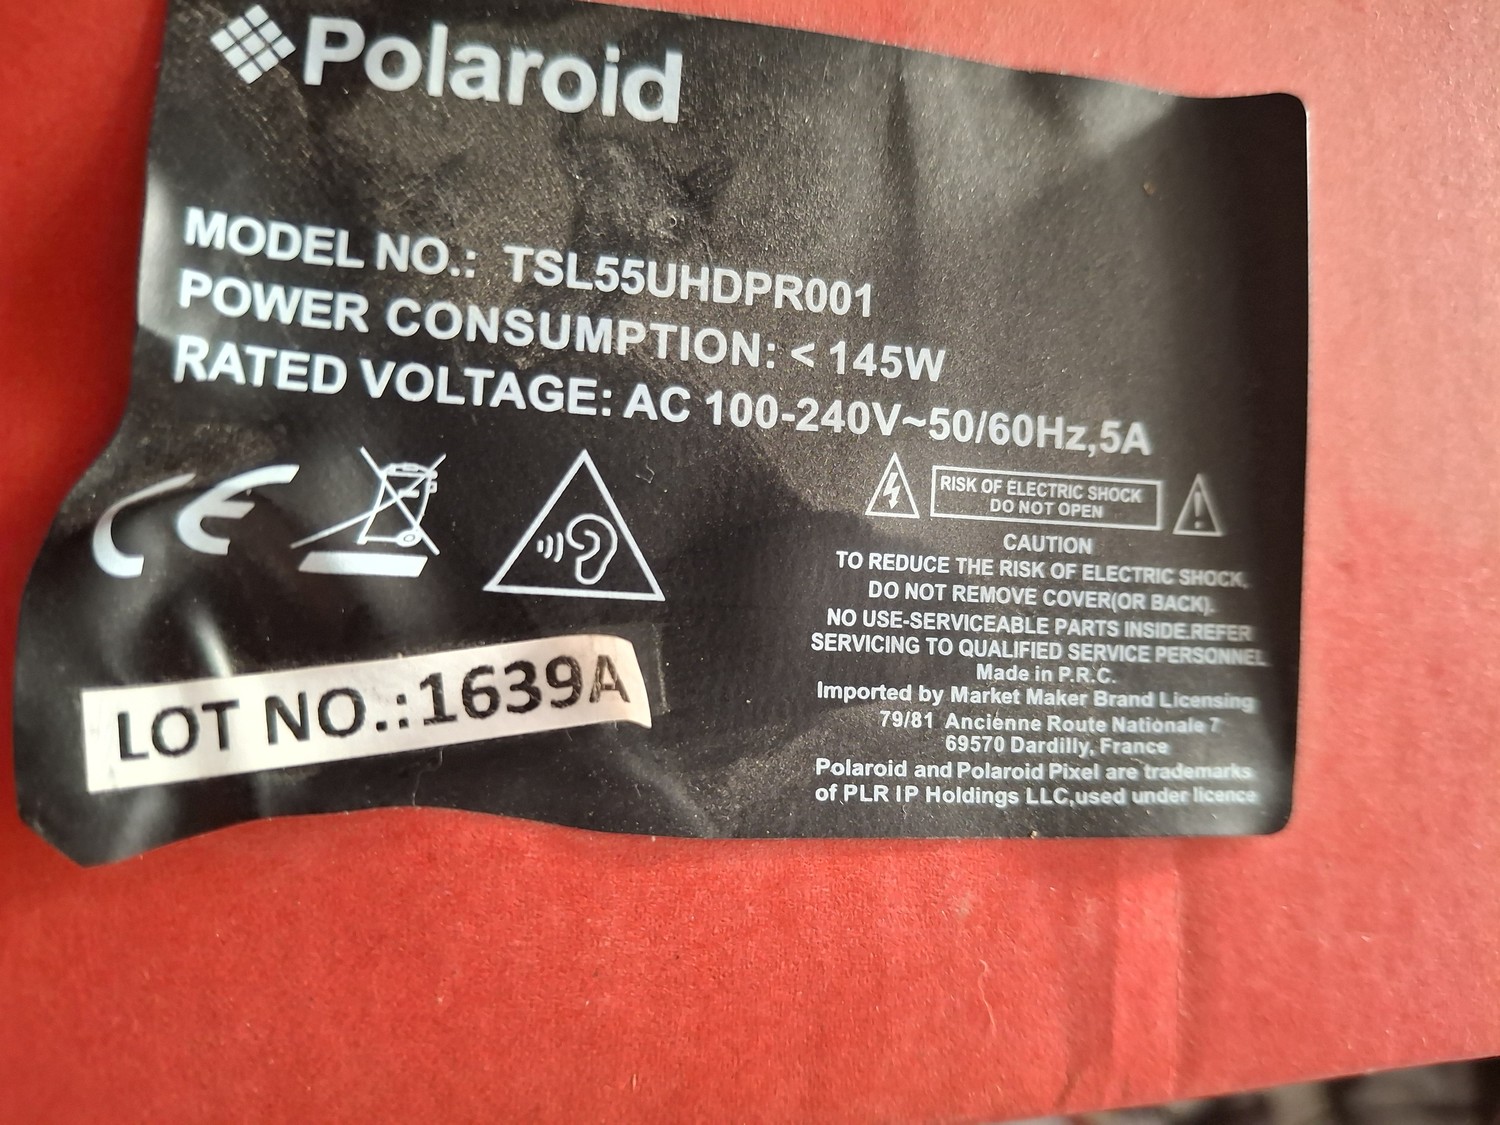 Polaroid
MODEL NO.: TSL55UHDPR001
POWER CONSUMPTION: < 145W
RATED VOLTAGE: AC 100-240V~50/60Hz,5A
CE
RISK OF ELECTRIC SHOCK
DO NOT OPEN
CAUTION
TO REDUCE THE RISK OF ELECTRIC SHOCK,
DO NOT REMOVE COVER(OR BACK).
NO USE-SERVICEABLE PARTS INSIDE.REFER
SERVICING TO QUALIFIED SERVICE PERSONNEL
Made in P.R.C.
Imported by Market Maker Brand Licensing
79/81 Ancienne Route Nationale 7
69570 Dardilly, France
Polaroid and Polaroid Pixel are trademarks
of PLR IP Holdings LLC,used under licence
LOT NO.:1639A